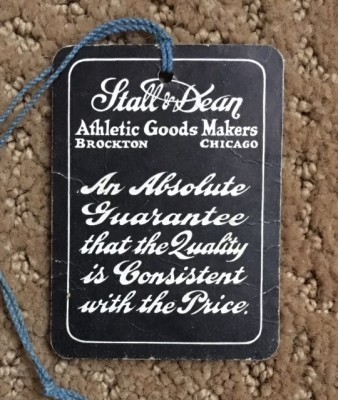 Stall & Dean
Athletic Goods Makers
BROCKTON CHICAGO
An Absolute
Guarantee
that the Quality
is Consistent
with the Price.